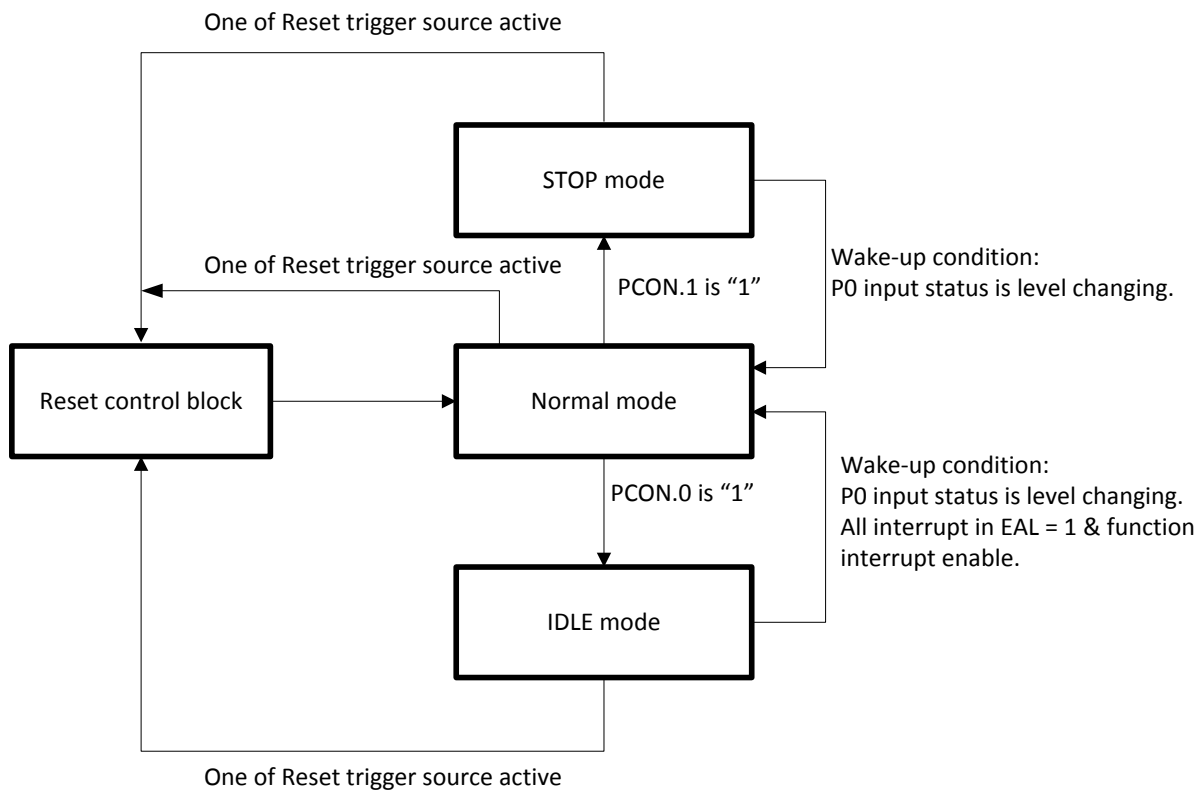 One of Reset trigger source active
STOP mode
Wake-up condition:
P0 input status is level changing.
One of Reset trigger source active
PCON.1 is “1”
Reset control block
Normal mode
PCON.0 is “1”
Wake-up condition:
P0 input status is level changing.
All interrupt in EAL = 1 & function
interrupt enable.
IDLE mode
One of Reset trigger source active